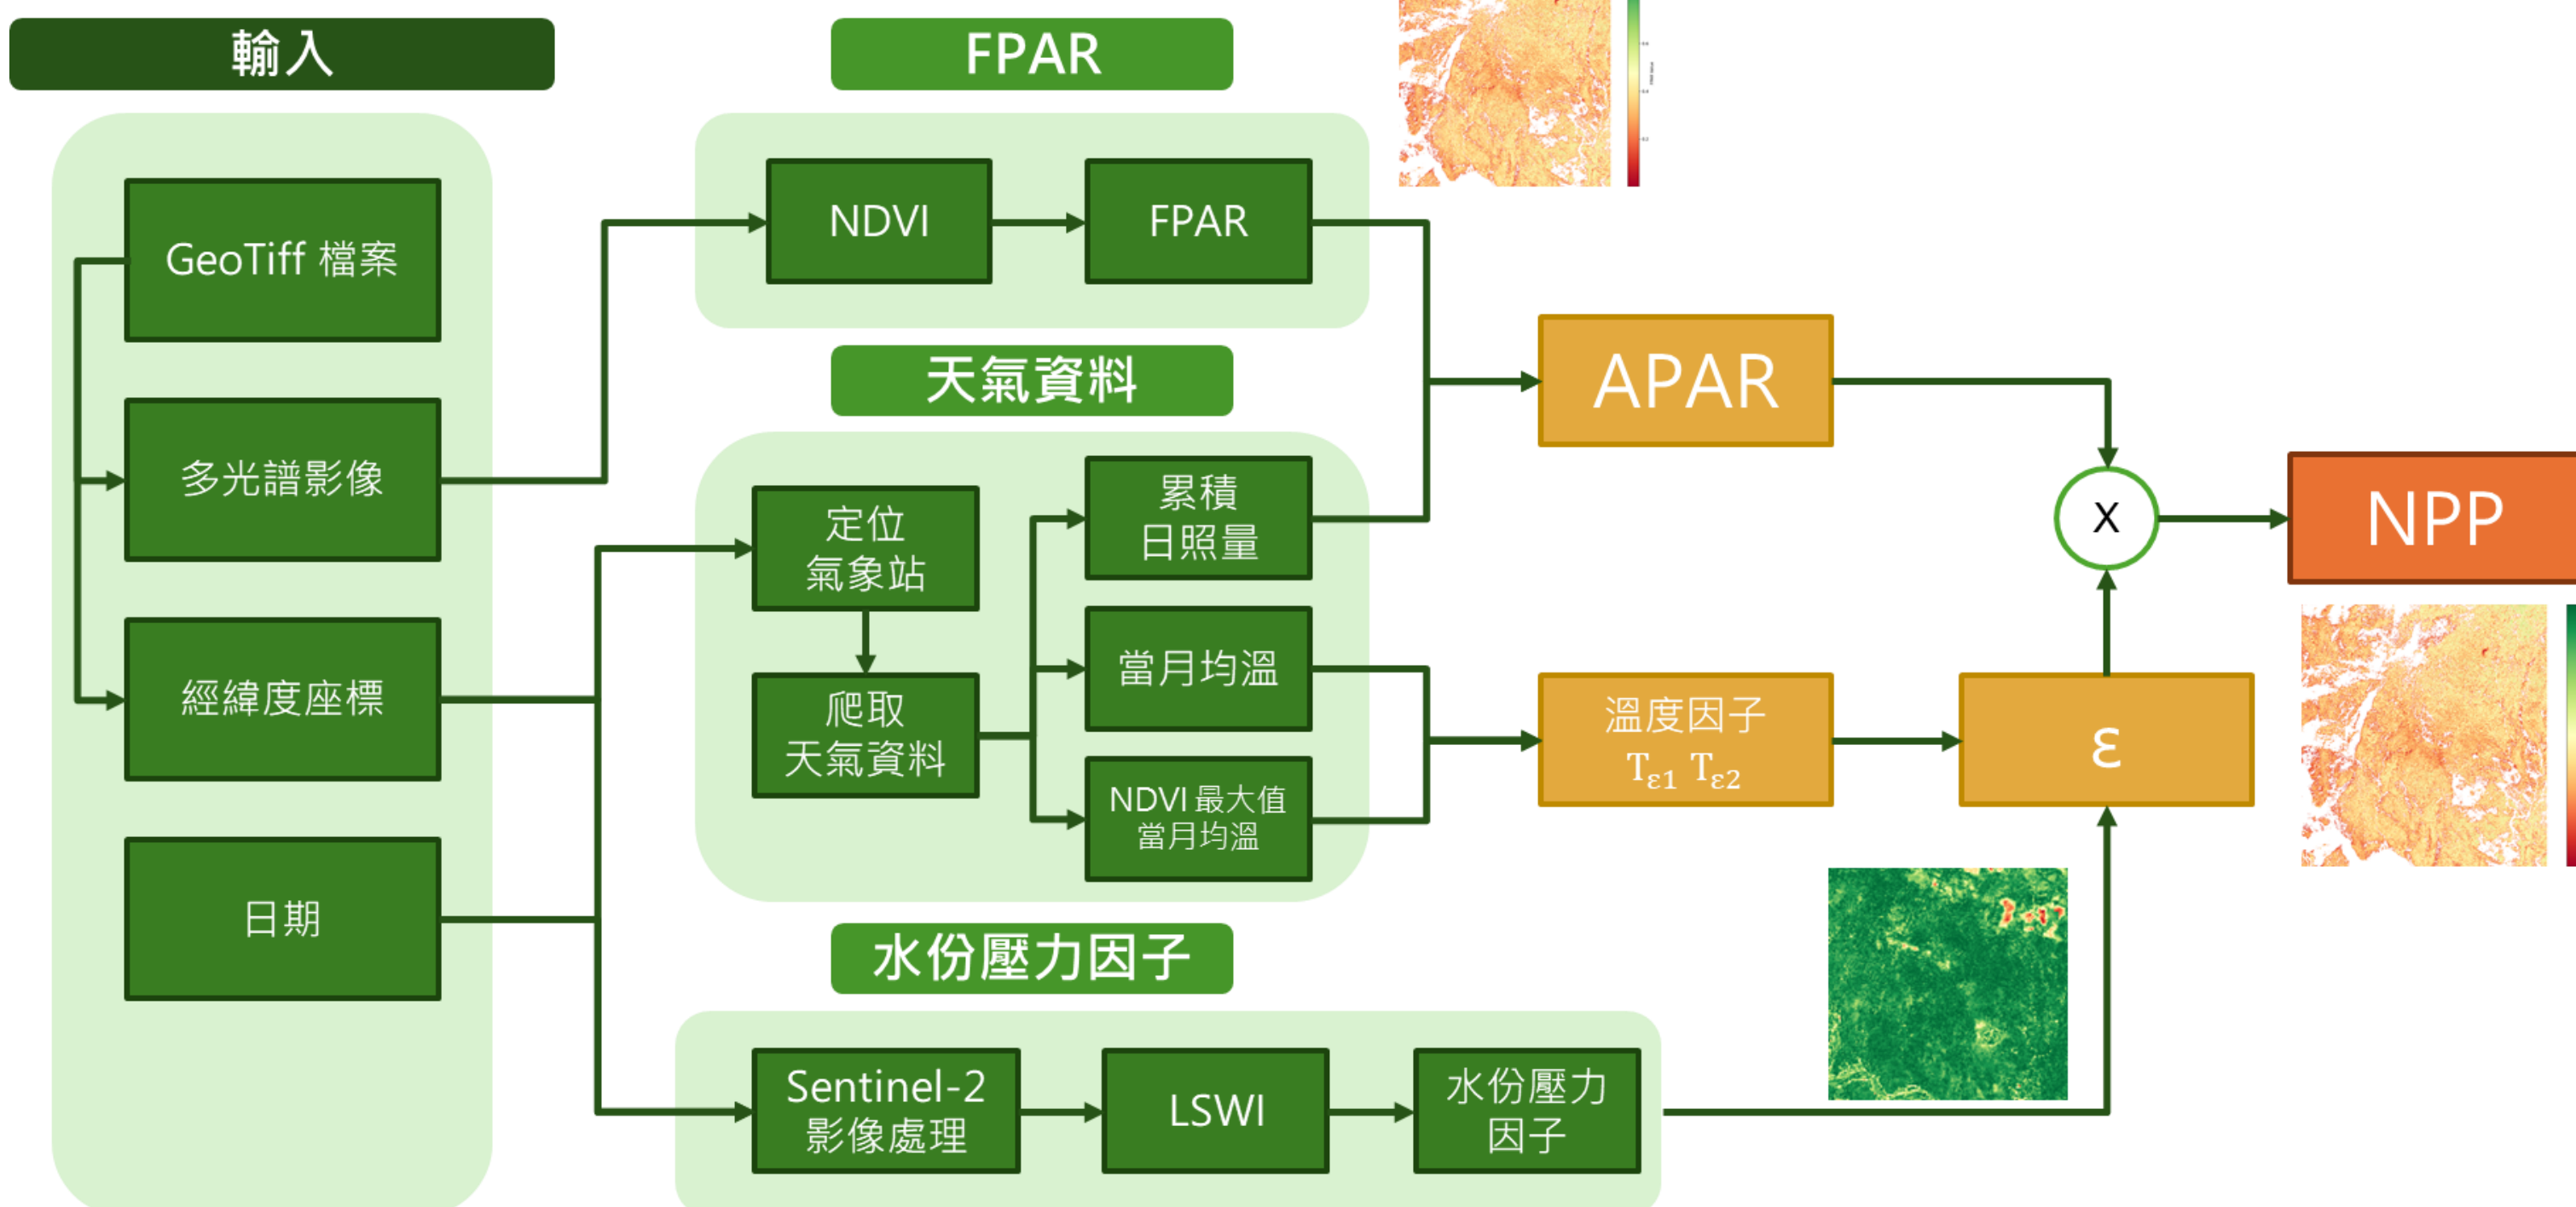 輸入
GeoTiff 檔案
多光譜影像
經緯度座標
日期
FPAR
NDVI
FPAR
天氣資料
定位
氣象站
爬取
天氣資料
累積
日照量
當月均溫
NDVI 最大值
當月均溫
水份壓力因子
Sentinel-2
影像處理
LSWI
水份壓力
因子
APAR
溫度因子
Tε1 Tε2
ε
X
NPP